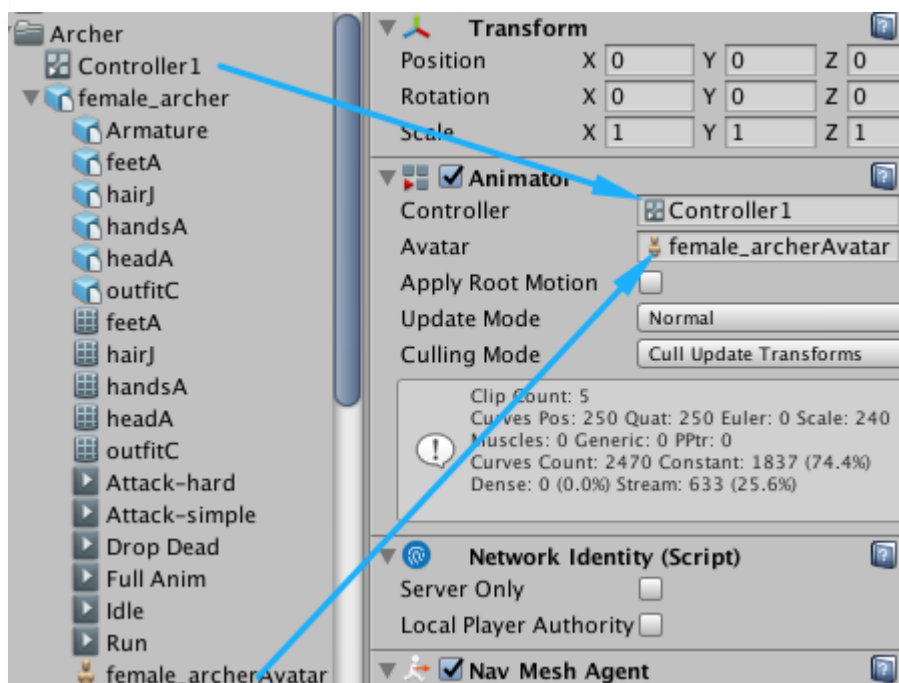 Archer
Controller1
female_archer
Armature
feetA
hairJ
handsA
headA
outfitC
feetA
hairJ
handsA
headA
outfitC
Attack-hard
Attack-simple
Drop Dead
Full Anim
Idle
Run
female_archerAvatar
Transform
Position X 0 Y 0 Z 0
Rotation X 0 Y 0 Z 0
Scale X 1 Y 1 Z 1
Animator
Controller Controller1
Avatar female_archerAvatar
Apply Root Motion
Update Mode Normal
Culling Mode Cull Update Transforms
Clip Count: 5
Curves Pos: 250 Quat: 250 Euler: 0 Scale: 240
Muscles: 0 Generic: 0 PPtr: 0
Curves Count: 2470 Constant: 1837 (74.4%)
Dense: 0 (0.0%) Stream: 633 (25.6%)
Network Identity (Script)
Server Only
Local Player Authority
Nav Mesh Agent